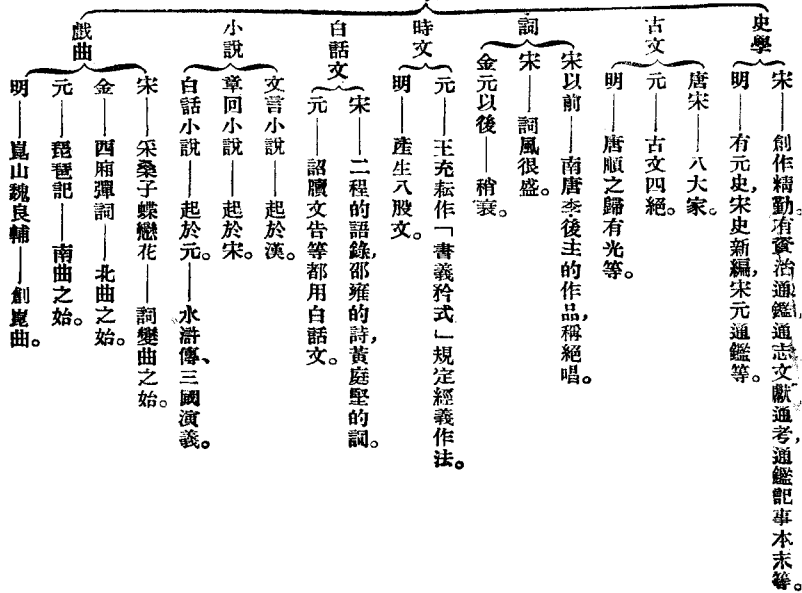 史學
宋——創作精勤,有資治通鑑,通志,文獻通考,通鑑記事本末等。
明——有元史,宋史新編,宋元通鑑等。
古文
唐宋——八大家。
元——古文四絕。
明——唐順之歸有光等。
詞
宋以前——南唐李後主的作品,稱絕唱。
宋——詞風很盛。
金元以後——稍衰。
時文
元——王充耘作「書義矜式」規定經義作法。
明——產生八股文。
白話文
宋——二程的語錄,邵雍的詩,黃庭堅的詞。
元——詔牘文告等都用白話文。
小說
文言小說——起於漢。
章回小說——起於宋。
白話小說——起於元。——水滸傳、三國演義。
戲曲
宋——采桑子蝶戀花——詞變曲之始。
金——西廂彈詞——北曲之始。
元——琵琶記——南曲之始。
明——崑山魏良輔——創崑曲。